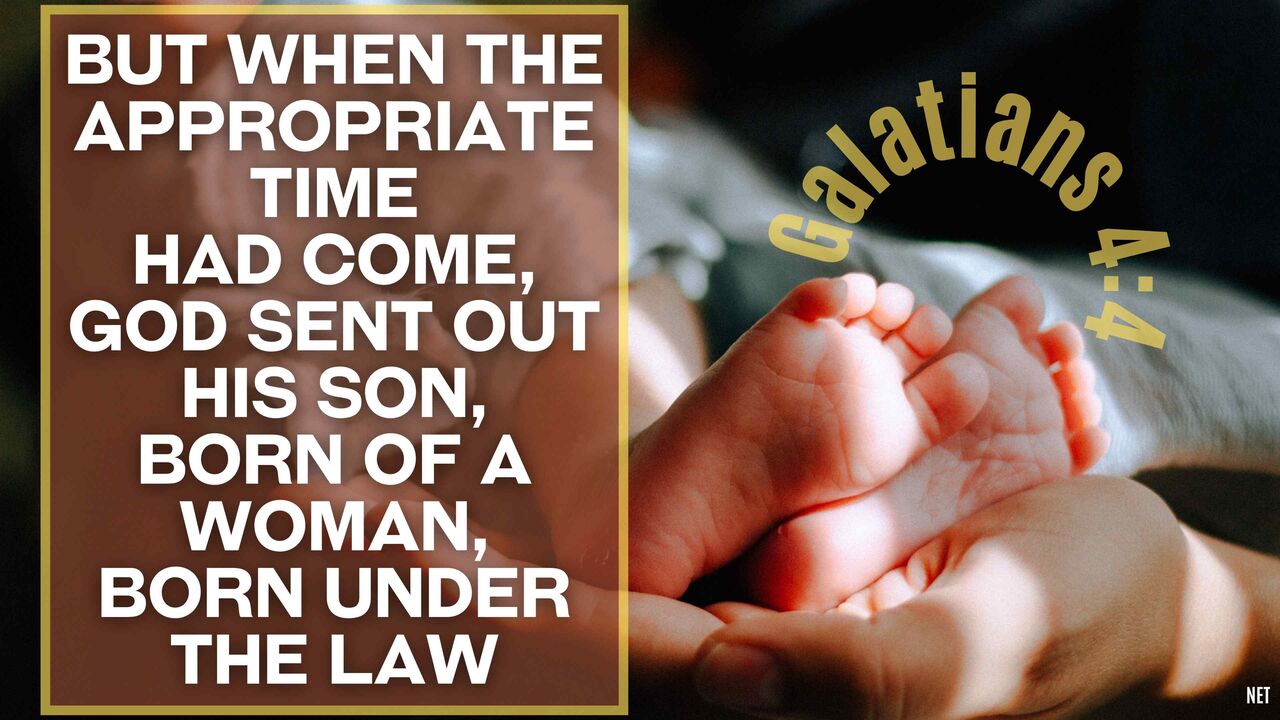 BUT WHEN THE
APPROPRIATE
TIME
HAD COME,
GOD SENT OUT
HIS SON,
BORN OF A
WOMAN,
BORN UNDER
THE LAW
Galatians 4:4
NET